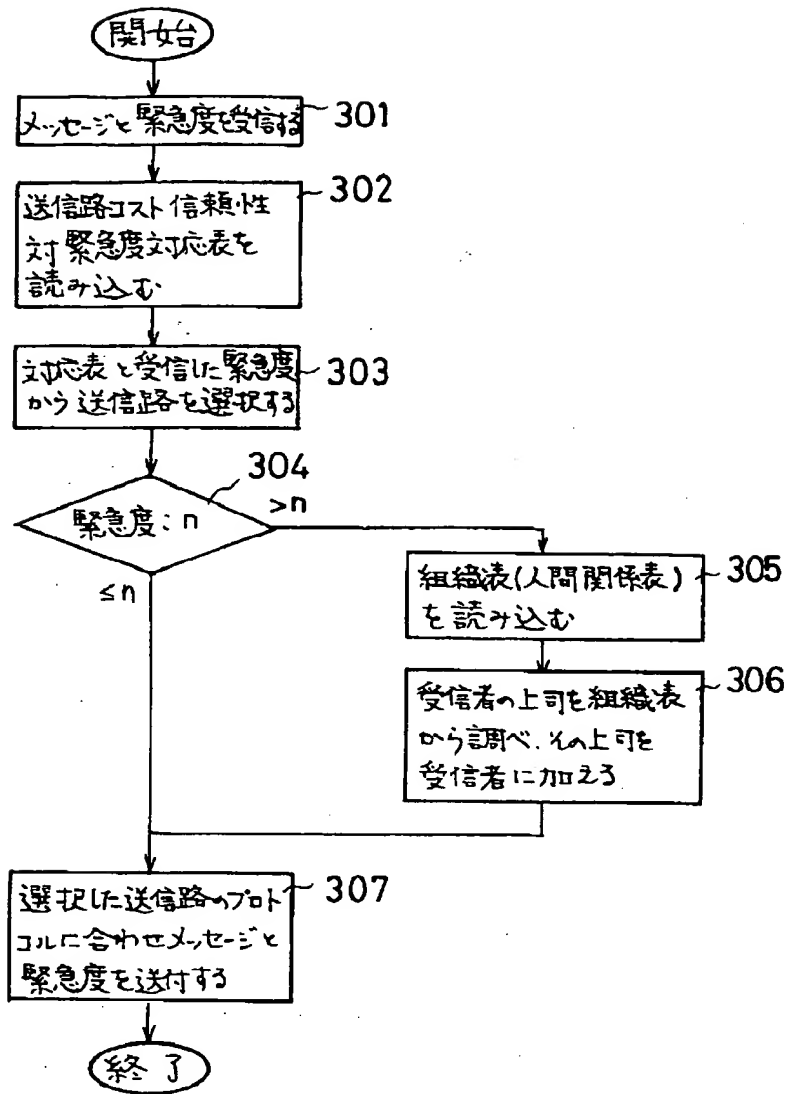 開始
メッセージと緊急度を受信する
301
送信路コスト信頼性
対緊急度対応表を
読み込む
302
対応表と受信した緊急度
から送信路を選択する
303
304
緊急度:n
>n
≤n
組織表(人間関係表)
を読み込む
305
受信者の上司を組織表
から調べ、その上司を
受信者に加える
306
選択した送信路のプロト
コルに合わせメッセージと
緊急度を送付する
307
終了